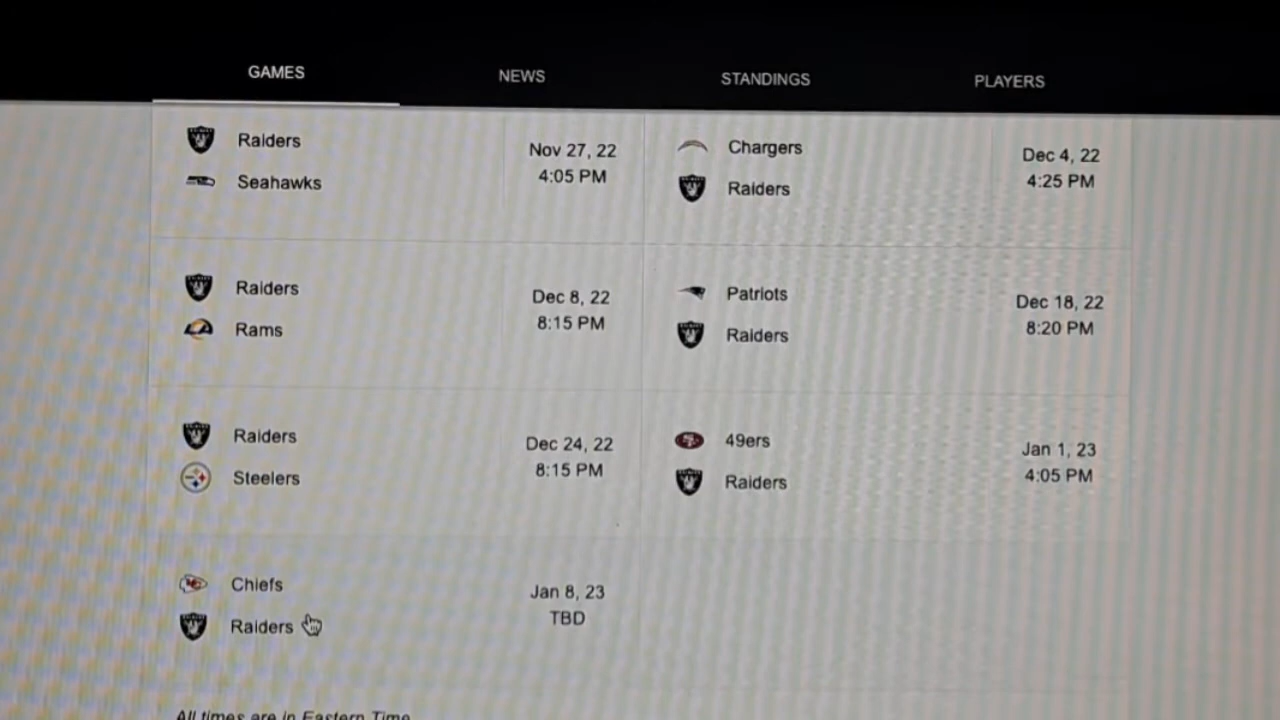 GAMES NEWS STANDINGS PLAYERS
Raiders
Seahawks
Nov 27, 22
4:05 PM
Chargers
Raiders
Dec 4, 22
4:25 PM
Raiders
Rams
Dec 8, 22
8:15 PM
Patriots
Raiders
Dec 18, 22
8:20 PM
Raiders
Steelers
Dec 24, 22
8:15 PM
49ers
Raiders
Jan 1, 23
4:05 PM
Chiefs
Raiders
Jan 8, 23
TBD
All times are in Eastern Time